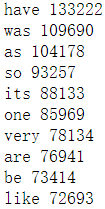 have 133222
was 109690
as 104178
so 93257
its 88133
one 85969
very 78134
are 76941
be 73414
like 72693